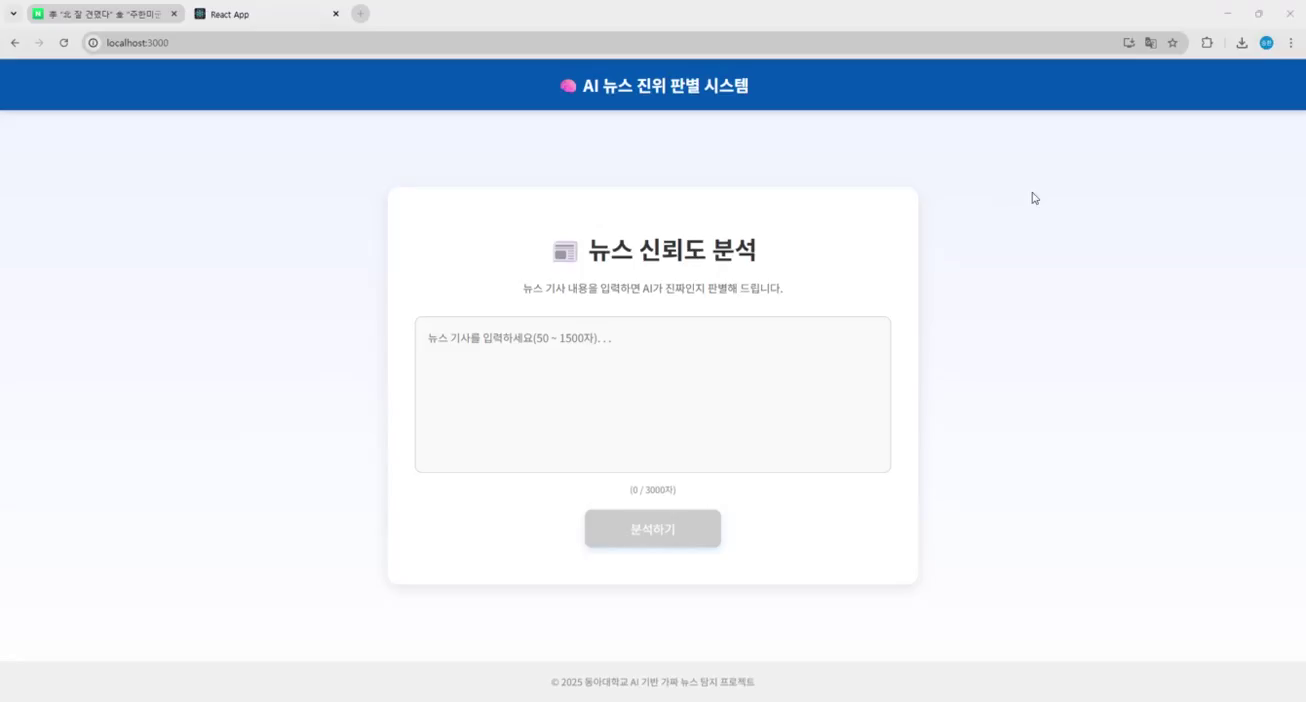 React App
localhost:3000
AI 뉴스 진위 판별 시스템
뉴스 신뢰도 분석
뉴스 기사 내용을 입력하면 AI가 진짜인지 판별해 드립니다.
뉴스 기사를 입력하세요(50 ~ 1500자). . .
(0 / 3000자)
분석하기
© 2025 동아대학교 AI 기반 가짜 뉴스 탐지 프로젝트